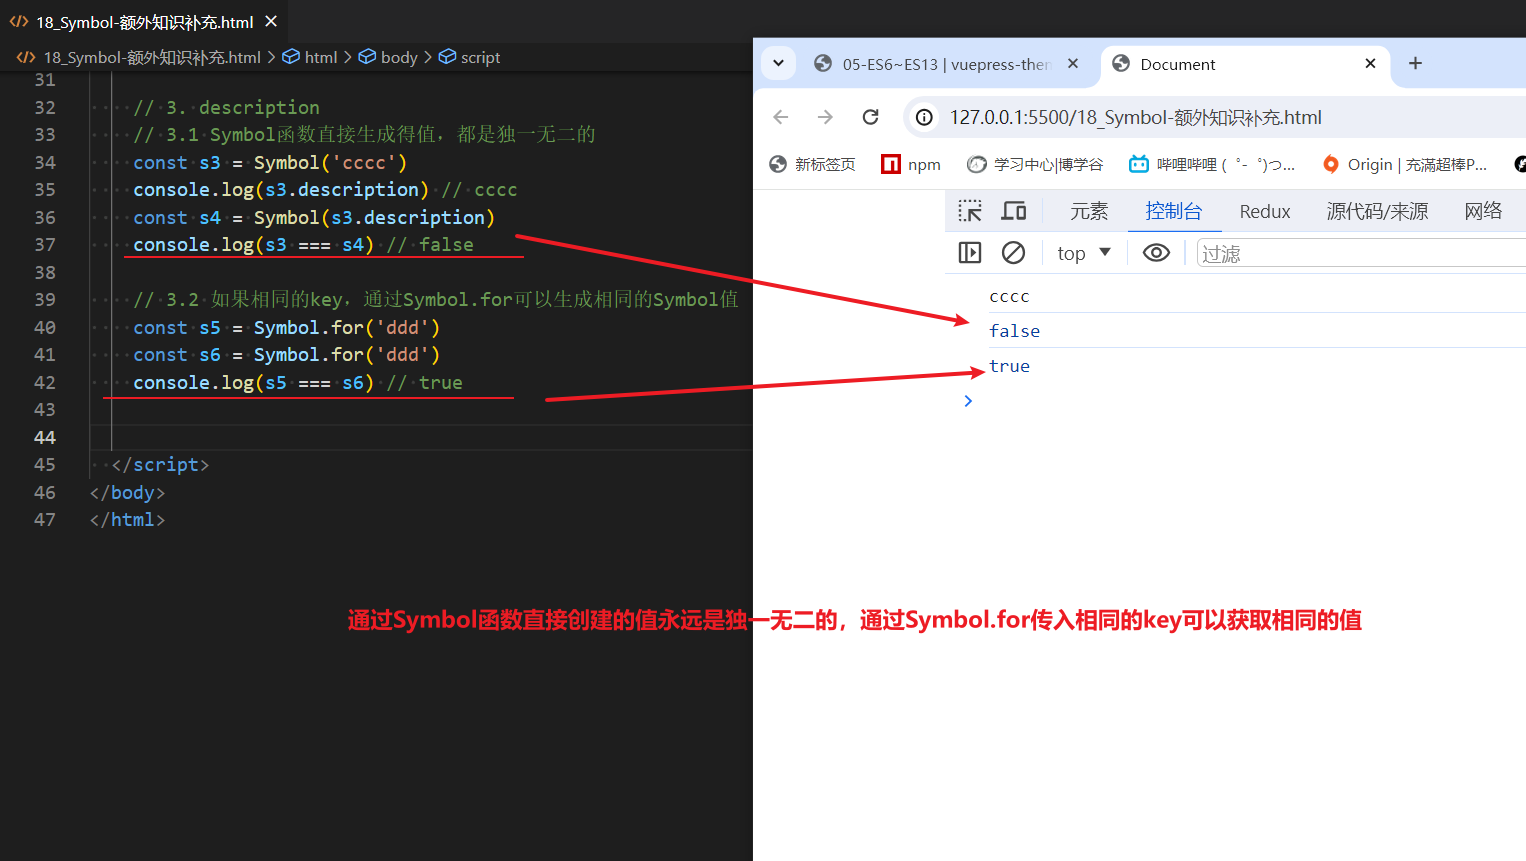 18_Symbol-额外知识补充.html
18_Symbol-额外知识补充.html > html > body > script
31
32 // 3. description
33 // 3.1 Symbol函数直接生成得值，都是独一无二的
34 const s3 = Symbol('cccc')
35 console.log(s3.description) // cccc
36 const s4 = Symbol(s3.description)
37 console.log(s3 === s4) // false
38
39 // 3.2 如果相同的key，通过Symbol.for可以生成相同的Symbol值
40 const s5 = Symbol.for('ddd')
41 const s6 = Symbol.for('ddd')
42 console.log(s5 === s6) // true
43
44
45 </script>
46 </body>
47 </html>
05-ES6~ES13 | vuepress-then
Document
127.0.0.1:5500/18_Symbol-额外知识补充.html
新标签页 npm 学习中心|博学谷 哔哩哔哩 (゜-゜)つ... Origin | 充滿超棒P...
元素 控制台 Redux 源代码/来源 网络
top 过滤
cccc
false
true
通过Symbol函数直接创建的值永远是独一无二的，通过Symbol.for传入相同的key可以获取相同的值